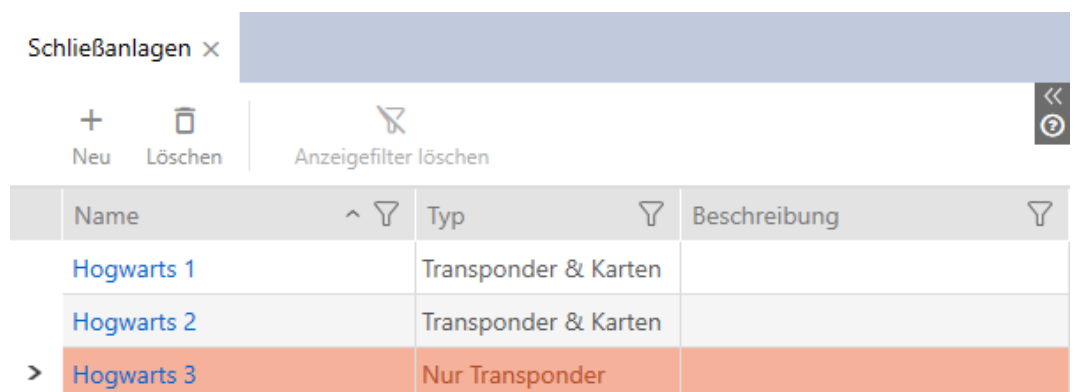 Schließanlagen
Neu Löschen Anzeigefilter löschen
Name Typ Beschreibung
Hogwarts 1 Transponder & Karten
Hogwarts 2 Transponder & Karten
Hogwarts 3 Nur Transponder